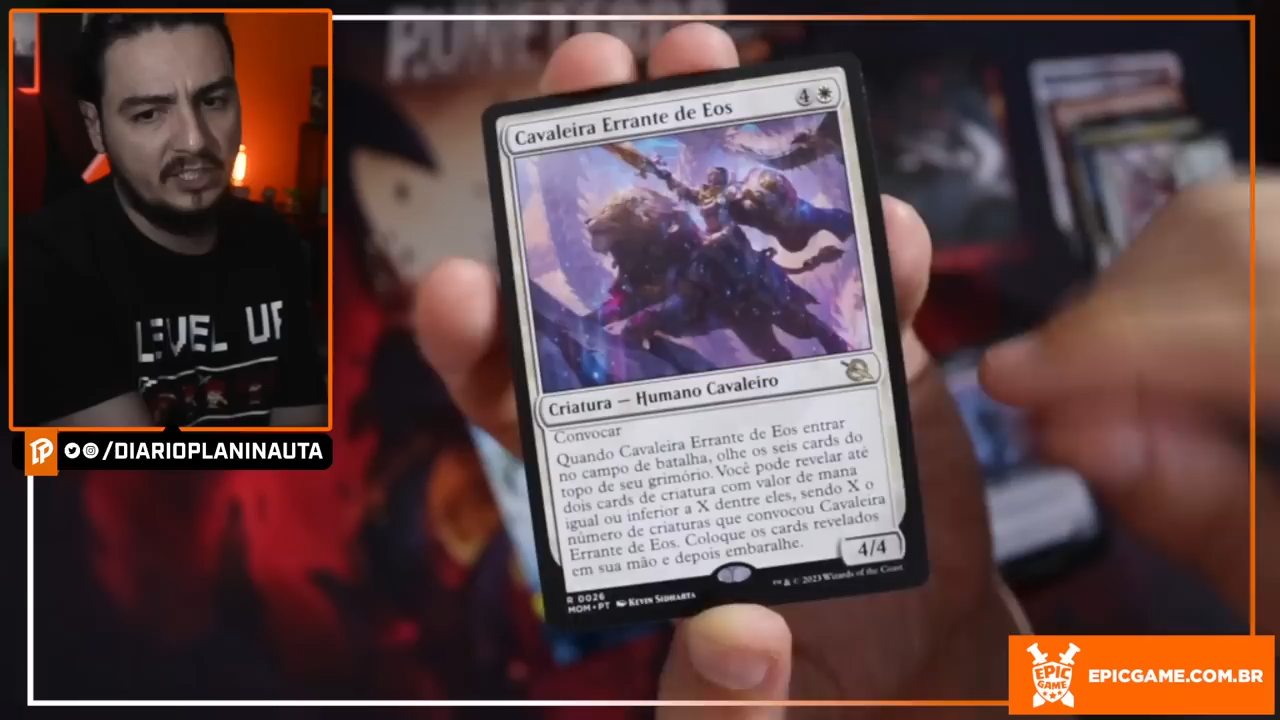 Cavaleira Errante de Eos
4
Criatura — Humano Cavaleiro
Convocar
Quando Cavaleira Errante de Eos entrar
no campo de batalha, olhe os seis cards do
topo de seu grimório. Você pode revelar até
dois cards de criatura com valor de mana
igual ou inferior a X dentre eles, sendo X o
número de criaturas que convocou Cavaleira
Errante de Eos. Coloque os cards revelados
em sua mão e depois embaralhe.
4/4
R 0026
MOM • PT KEVIN SIDHARTA
™ & © 2023 Wizards of the Coast
LEVEL UP
/DIARIOPLANINAUTA
EPIC
GAME
EPICGAME.COM.BR